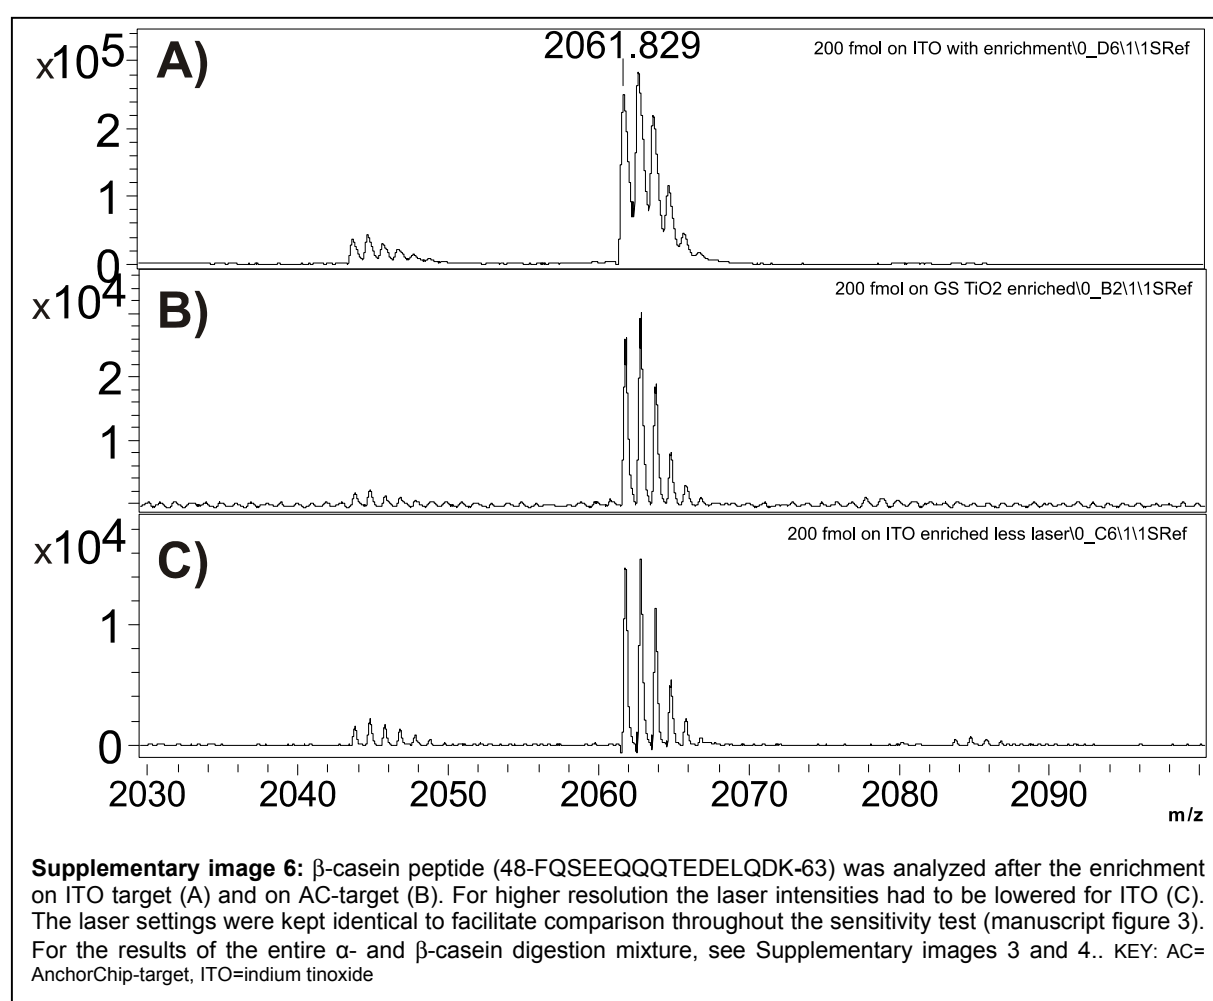 2061.829
x10⁵ A) 200 fmol on ITO with enrichment\0_D6\1\1SRef
2
1
0
x10⁴ B) 200 fmol on GS TiO2 enriched\0_B2\1\1SRef
2
1
x10⁴ C) 200 fmol on ITO enriched less laser\0_C6\1\1SRef
1
0
2030 2040 2050 2060 2070 2080 2090
m/z
Supplementary image 6: β-casein peptide (48-FQSEEQQQTEDELQDK-63) was analyzed after the enrichment
on ITO target (A) and on AC-target (B). For higher resolution the laser intensities had to be lowered for ITO (C).
The laser settings were kept identical to facilitate comparison throughout the sensitivity test (manuscript figure 3).
For the results of the entire α- and β-casein digestion mixture, see Supplementary images 3 and 4.. KEY: AC=
AnchorChip-target, ITO=indium tinoxide